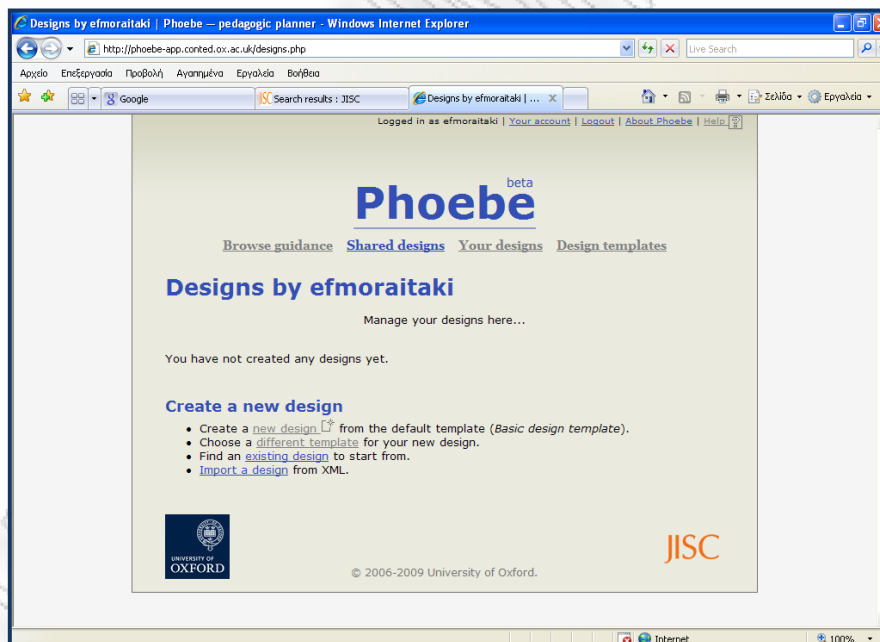 Designs by efmoraitaki | Phoebe — pedagogic planner - Windows Internet Explorer
http://phoebe-app.conted.ox.ac.uk/designs.php
Live Search
Αρχείο Επεξεργασία Προβολή Αγαπημένα Εργαλεία Βοήθεια
Google
Search results : JISC
Designs by efmoraitaki | ...
Σελίδα
Εργαλεία
Logged in as efmoraitaki | Your account | Logout | About Phoebe | Help
beta
Phoebe
Browse guidance Shared designs Your designs Design templates
Designs by efmoraitaki
Manage your designs here...
You have not created any designs yet.
Create a new design
• Create a new design from the default template (Basic design template).
• Choose a different template for your new design.
• Find an existing design to start from.
• Import a design from XML.
UNIVERSITY OF
OXFORD
JISC
© 2006-2009 University of Oxford.
Internet
100%